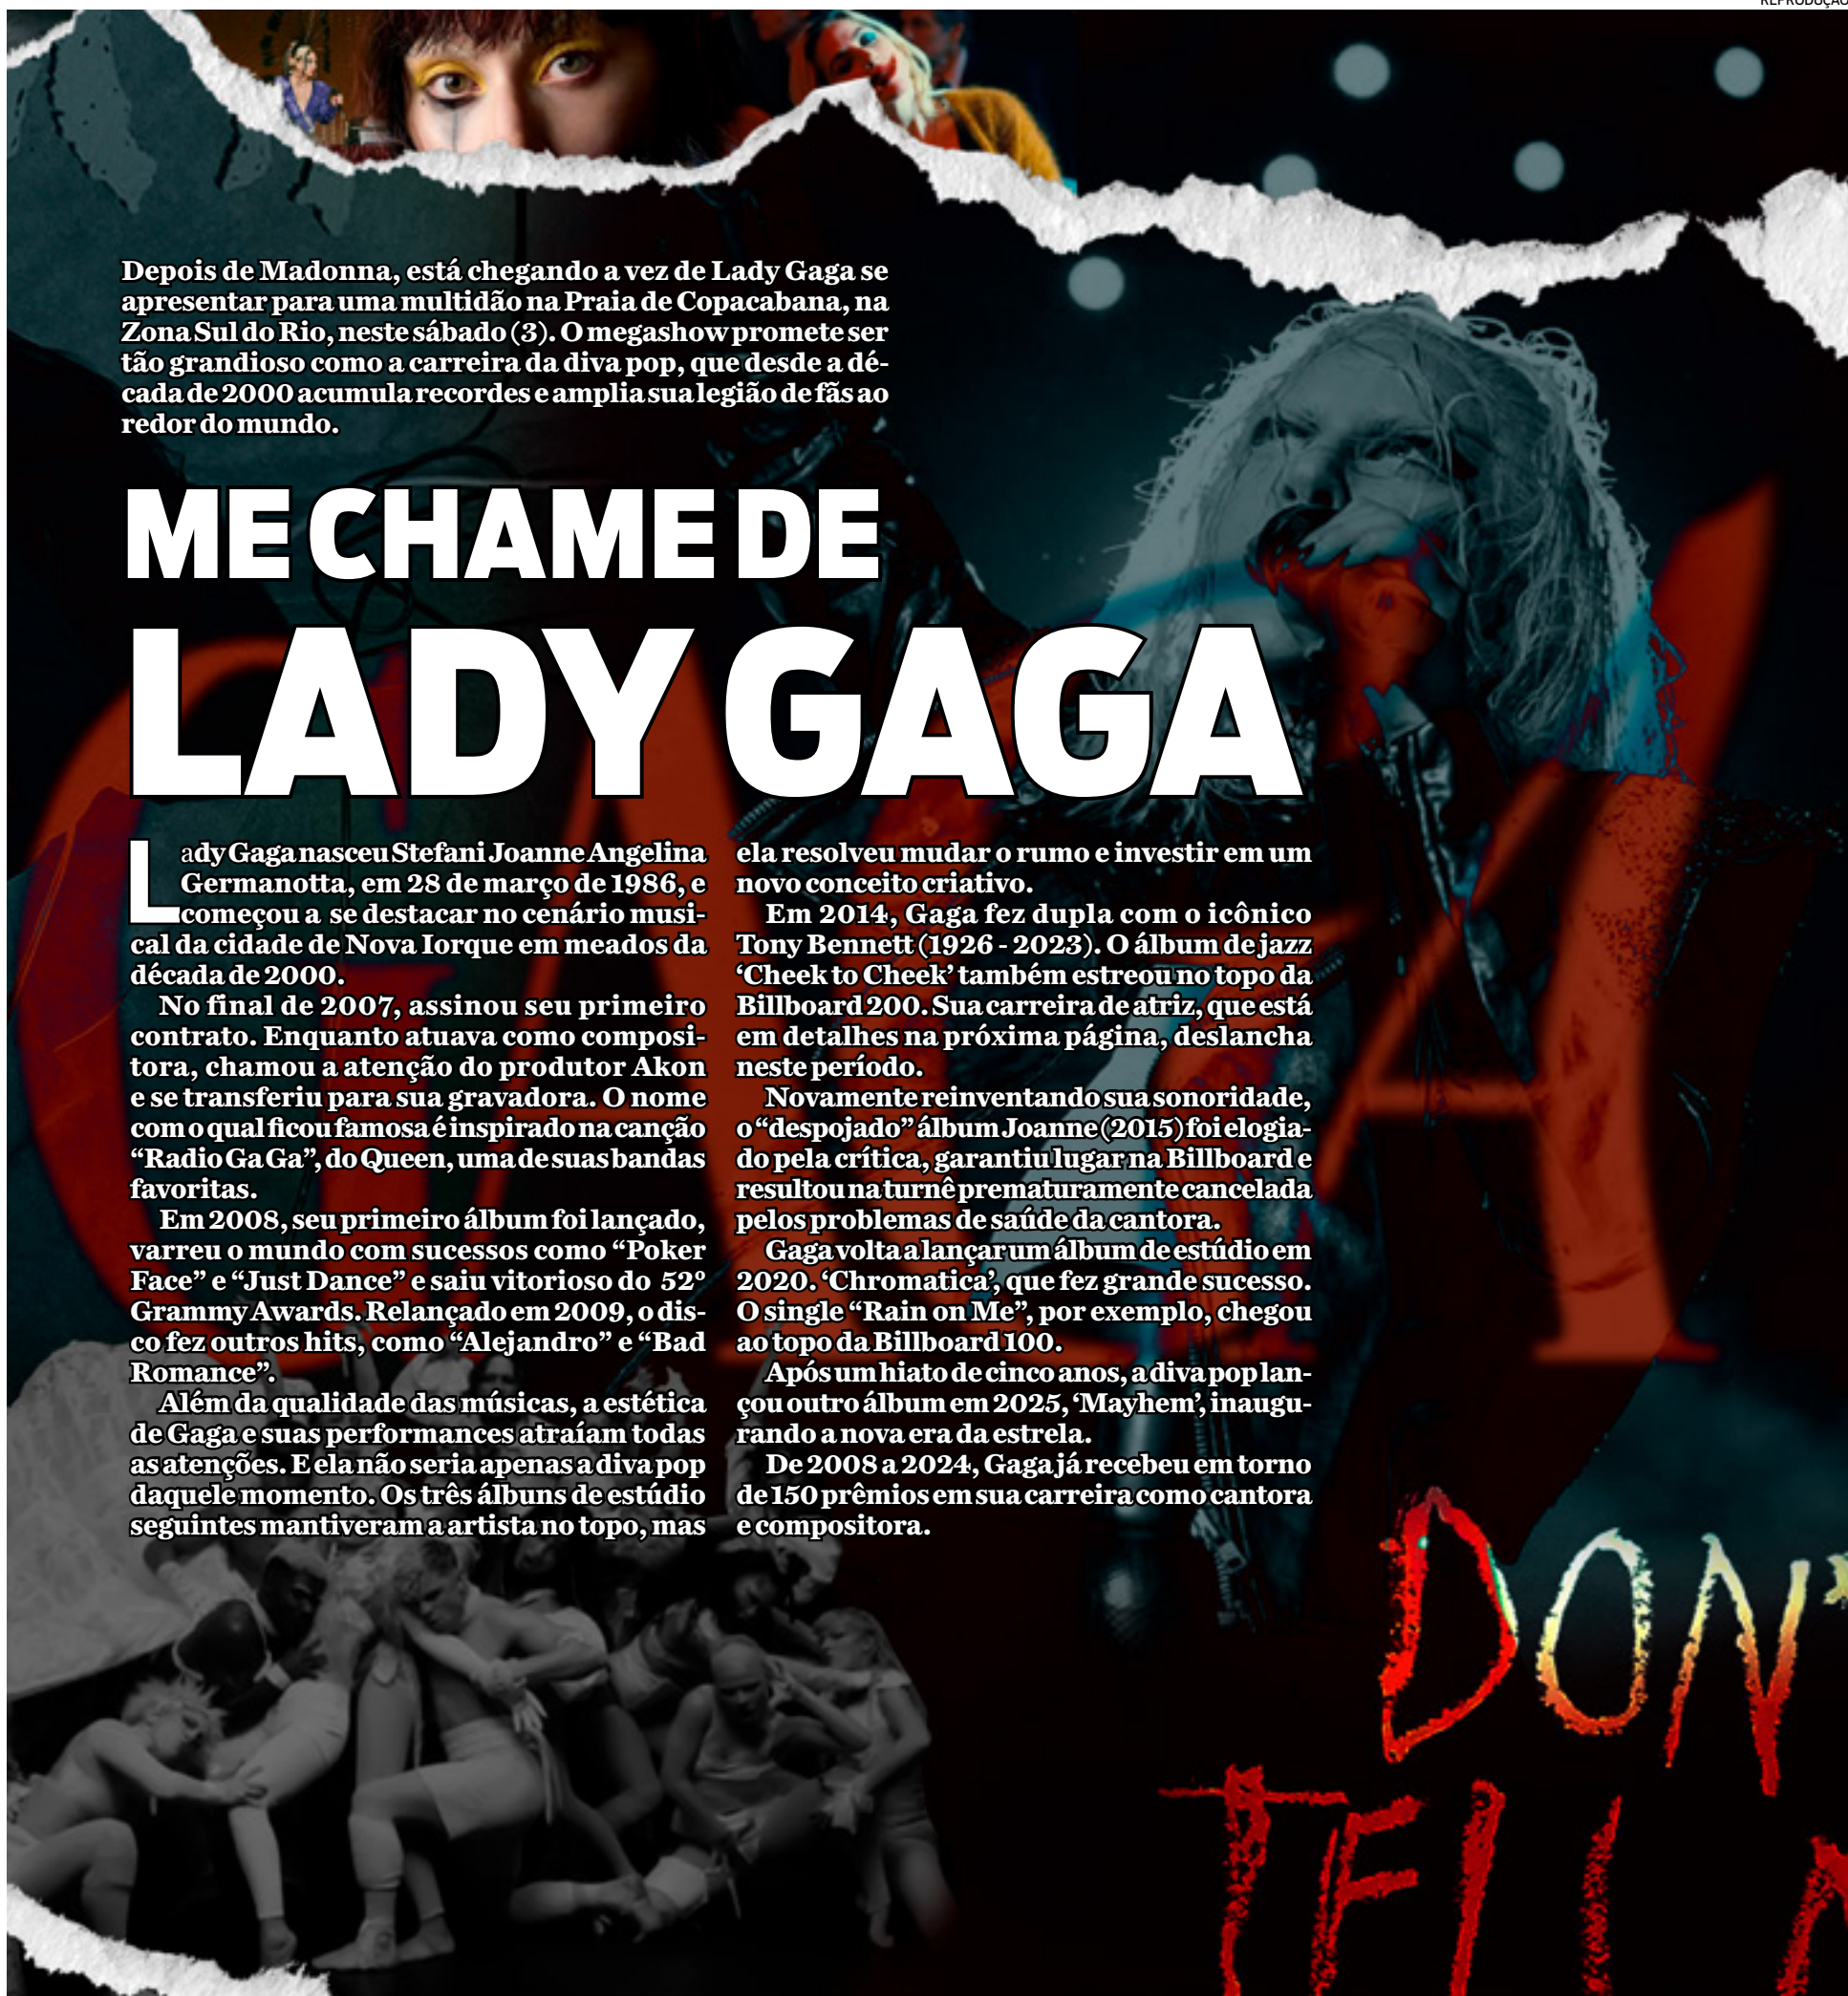 REPRODUÇÃO
Depois de Madonna, está chegando a vez de Lady Gaga se
apresentar para uma multidão na Praia de Copacabana, na
Zona Sul do Rio, neste sábado (3). O megashow promete ser
tão grandioso como a carreira da diva pop, que desde a dé-
cada de 2000 acumula recordes e amplia sua legião de fãs ao
redor do mundo.
ME CHAME DE
LADY GAGA
Lady Gaga nasceu Stefani Joanne Angelina
Germanotta, em 28 de março de 1986, e
começou a se destacar no cenário musi-
cal da cidade de Nova Iorque em meados da
década de 2000.
No final de 2007, assinou seu primeiro
contrato. Enquanto atuava como composi-
tora, chamou a atenção do produtor Akon
e se transferiu para sua gravadora. O nome
com o qual ficou famosa é inspirado na canção
“Radio Ga Ga”, do Queen, uma de suas bandas
favoritas.
Em 2008, seu primeiro álbum foi lançado,
varreu o mundo com sucessos como “Poker
Face” e “Just Dance” e saiu vitorioso do 52º
Grammy Awards. Relançado em 2009, o dis-
co fez outros hits, como “Alejandro” e “Bad
Romance”.
Além da qualidade das músicas, a estética
de Gaga e suas performances atraíam todas
as atenções. E ela não seria apenas a diva pop
daquele momento. Os três álbuns de estúdio
seguintes mantiveram a artista no topo, mas
ela resolveu mudar o rumo e investir em um
novo conceito criativo.
Em 2014, Gaga fez dupla com o icônico
Tony Bennett (1926 - 2023). O álbum de jazz
‘Cheek to Cheek’ também estreou no topo da
Billboard 200. Sua carreira de atriz, que está
em detalhes na próxima página, deslancha
neste período.
Novamente reinventando sua sonoridade,
o “despojado” álbum Joanne (2015) foi elogia-
do pela crítica, garantiu lugar na Billboard e
resultou na turnê prematuramente cancelada
pelos problemas de saúde da cantora.
Gaga volta a lançar um álbum de estúdio em
2020. ‘Chromatica’, que fez grande sucesso.
O single “Rain on Me”, por exemplo, chegou
ao topo da Billboard 100.
Após um hiato de cinco anos, a diva pop lan-
çou outro álbum em 2025, ‘Mayhem’, inaugu-
rando a nova era da estrela.
De 2008 a 2024, Gaga já recebeu em torno
de 150 prêmios em sua carreira como cantora
e compositora.
GAGA
DON'
TELL